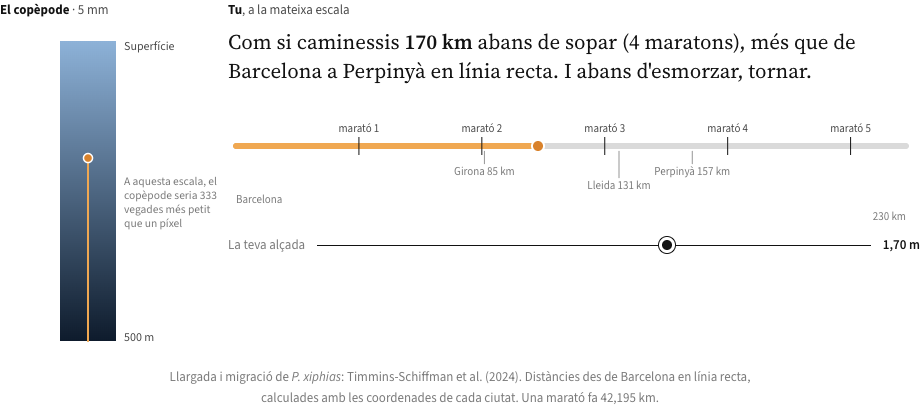 El copèpode · 5 mm
Tu, a la mateixa escala
Superfície
Com si caminessis 170 km abans de sopar (4 maratons), més que de
Barcelona a Perpinyà en línia recta. I abans d'esmorzar, tornar.
marató 1
marató 2
marató 3
marató 4
marató 5
Girona 85 km
Perpinyà 157 km
Lleida 131 km
A aquesta escala, el
copèpode seria 333
vegades més petit
que un píxel
Barcelona
230 km
La teva alçada
1,70 m
500 m
Llargada i migració de P. xiphias: Timmins-Schiffman et al. (2024). Distàncies des de Barcelona en línia recta,
calculades amb les coordenades de cada ciutat. Una marató fa 42,195 km.